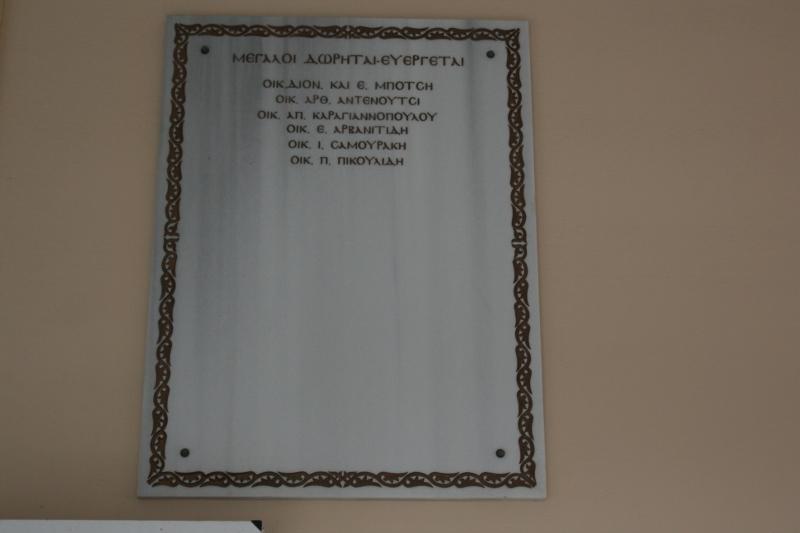 ΜΕΓΑΛΟΙ ΔΩΡΗΤΑΙ-ΕΥΕΡΓΕΤΑΙ
ΟΙΚ.ΔΙΟΝ. ΚΑΙ Ε. ΜΠΟΤΣΗ
ΟΙΚ. ΑΡΘ. ΑΝΤΕΝΟΥΤΣΙ
ΟΙΚ. ΑΠ. ΚΑΡΑΓΙΑΝΝΟΠΟΥΛΟΥ
ΟΙΚ. Ε. ΑΡΒΑΝΙΤΙΔΗ
ΟΙΚ. Ι. ΣΑΜΟΥΡΑΚΗ
ΟΙΚ. Π. ΠΙΚΟΥΛΙΔΗ